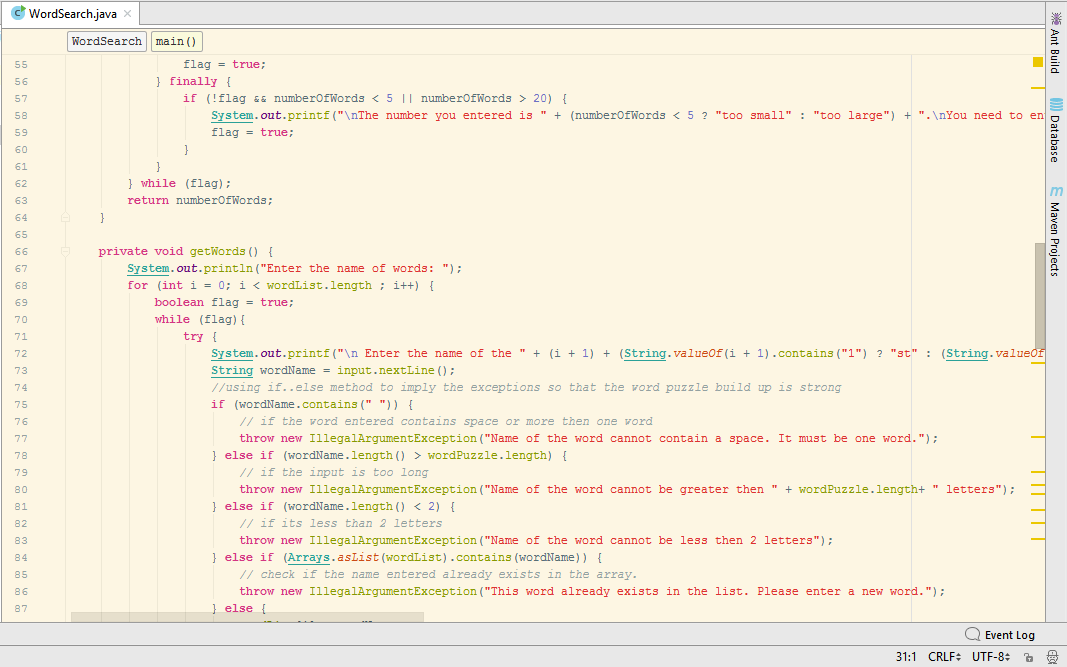 WordSearch.java
WordSearch main()
55 flag = true;
56 } finally {
57 if (!flag && numberOfWords < 5 || numberOfWords > 20) {
58 System.out.printf("\nThe number you entered is " + (numberOfWords < 5 ? "too small" : "too large") + ".\nYou need to en
59 flag = true;
60 }
61 }
62 } while (flag);
63 return numberOfWords;
64 }
65
66 private void getWords() {
67 System.out.println("Enter the name of words: ");
68 for (int i = 0; i < wordList.length ; i++) {
69 boolean flag = true;
70 while (flag){
71 try {
72 System.out.printf("\n Enter the name of the " + (i + 1) + (String.valueOf(i + 1).contains("1") ? "st" : (String.valueOf
73 String wordName = input.nextLine();
74 //using if..else method to imply the exceptions so that the word puzzle build up is strong
75 if (wordName.contains(" ")) {
76 // if the word entered contains space or more then one word
77 throw new IllegalArgumentException("Name of the word cannot contain a space. It must be one word.");
78 } else if (wordName.length() > wordPuzzle.length) {
79 // if the input is too long
80 throw new IllegalArgumentException("Name of the word cannot be greater then " + wordPuzzle.length+ " letters");
81 } else if (wordName.length() < 2) {
82 // if its less than 2 letters
83 throw new IllegalArgumentException("Name of the word cannot be less then 2 letters");
84 } else if (Arrays.asList(wordList).contains(wordName)) {
85 // check if the name entered already exists in the array.
86 throw new IllegalArgumentException("This word already exists in the list. Please enter a new word.");
87 } else {
Ant Build
Database
Maven Projects
Event Log
31:1 CRLF UTF-8